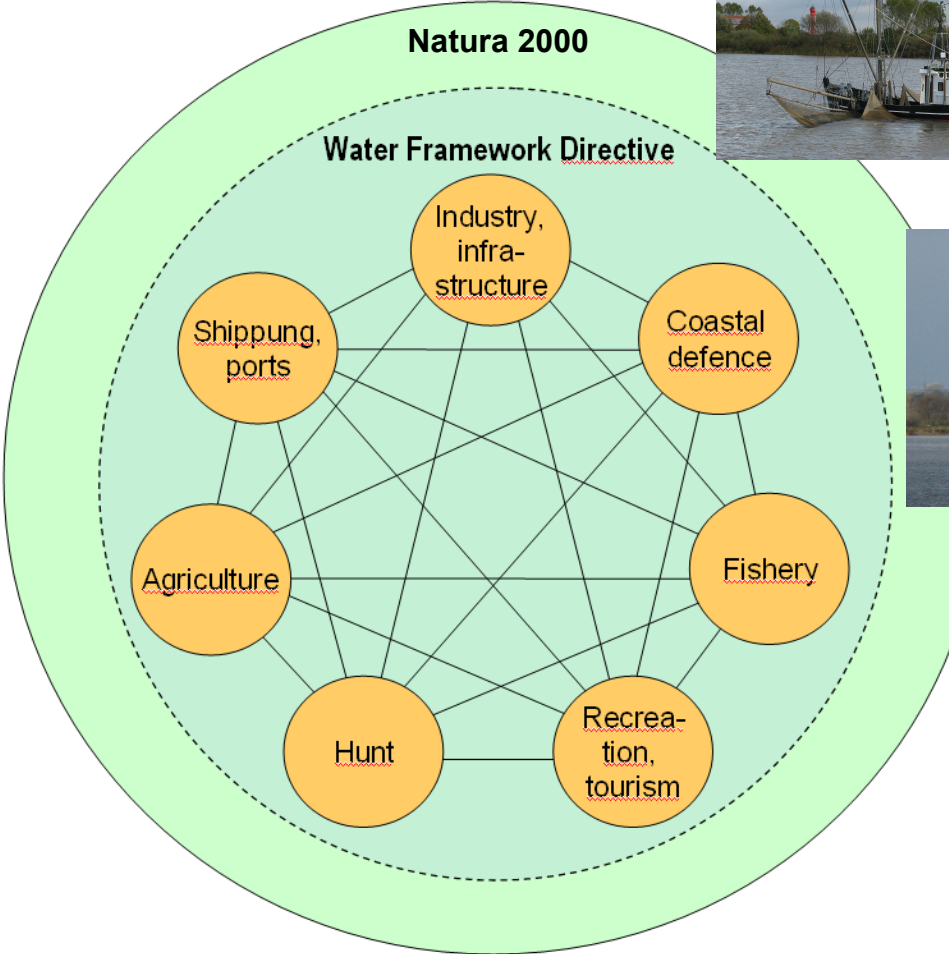 Natura 2000
Water Framework Directive
Industry,
infra-
structure
Shippung,
ports
Coastal
defence
Agriculture
Fishery
Hunt
Recrea-
tion,
tourism